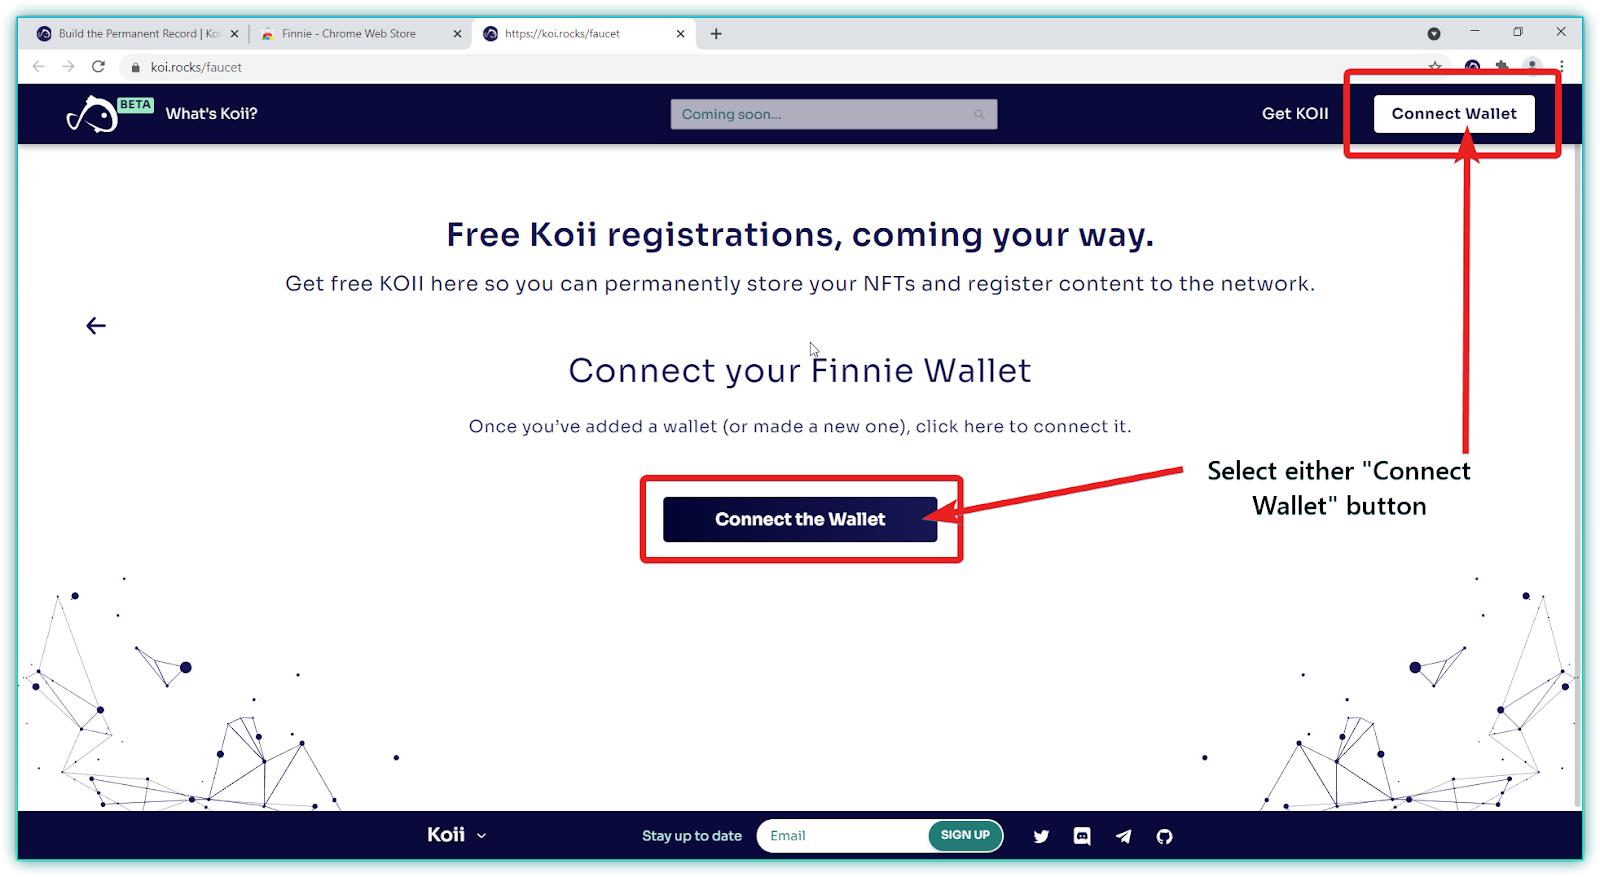 Build the Permanent Record | Koi
Finnie - Chrome Web Store
https://koi.rocks/faucet
koi.rocks/faucet
BETA
What's Koii?
Coming soon...
Get KOII
Connect Wallet
Free Koii registrations, coming your way.
Get free KOII here so you can permanently store your NFTs and register content to the network.
Connect your Finnie Wallet
Once you’ve added a wallet (or made a new one), click here to connect it.
Connect the Wallet
Select either "Connect
Wallet" button
Koii
Stay up to date
Email
SIGN UP